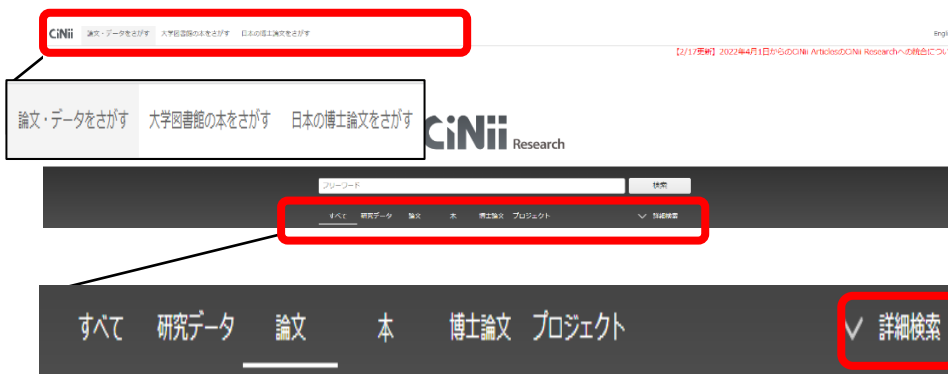 CiNii 論文・データをさがす 大学図書館の本をさがす 日本の博士論文をさがす
Engli
【2/17更新】2022年4月1日からのCiNii ArticlesのCiNii Researchへの統合につい
論文・データをさがす 大学図書館の本をさがす 日本の博士論文をさがす
CiNii Research
フリーワード 検索
すべて 研究データ 論文 本 博士論文 プロジェクト 詳細検索
すべて 研究データ 論文 本 博士論文 プロジェクト 詳細検索